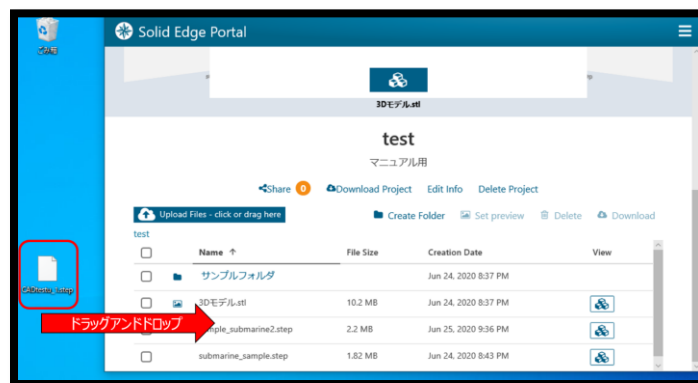 Solid Edge Portal
ごみ箱
3Dモデル.stl
test
マニュアル用
Share 0 Download Project Edit Info Delete Project
Upload Files - click or drag here Create Folder Set preview Delete Download
test
Name ↑ File Size Creation Date View
サンプルフォルダ Jun 24, 2020 8:37 PM
3Dモデル.stl 10.2 MB Jun 24, 2020 8:37 PM
ドラッグアンドドロップ
mple_submarine2.step 2.2 MB Jun 25, 2020 9:36 PM
submarine_sample.step 1.82 MB Jun 24, 2020 8:43 PM